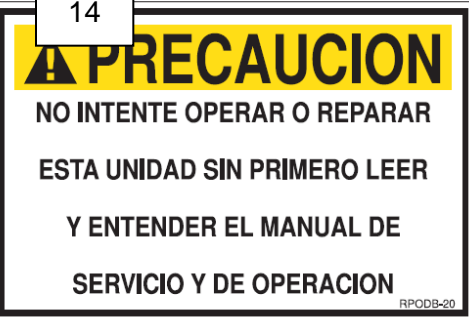 14
PRECAUCION
NO INTENTE OPERAR O REPARAR
ESTA UNIDAD SIN PRIMERO LEER
Y ENTENDER EL MANUAL DE
SERVICIO Y DE OPERACION
RPODB-20